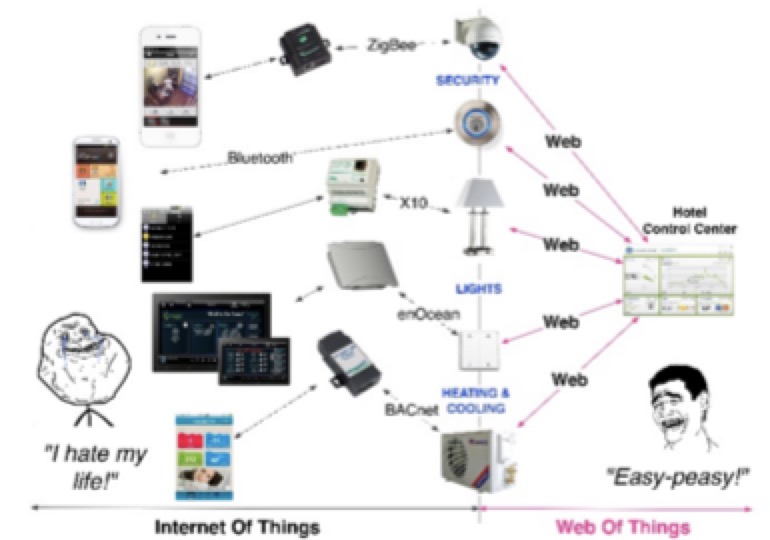 ZigBee
SECURITY
Web
Bluetooth
Web
X10
Hotel
Control Center
Web
LIGHTS
enOcean
Web
HEATING &
COOLING
Web
BACnet
"I hate my
life!"
"Easy-peasy!"
Internet Of Things
Web Of Things